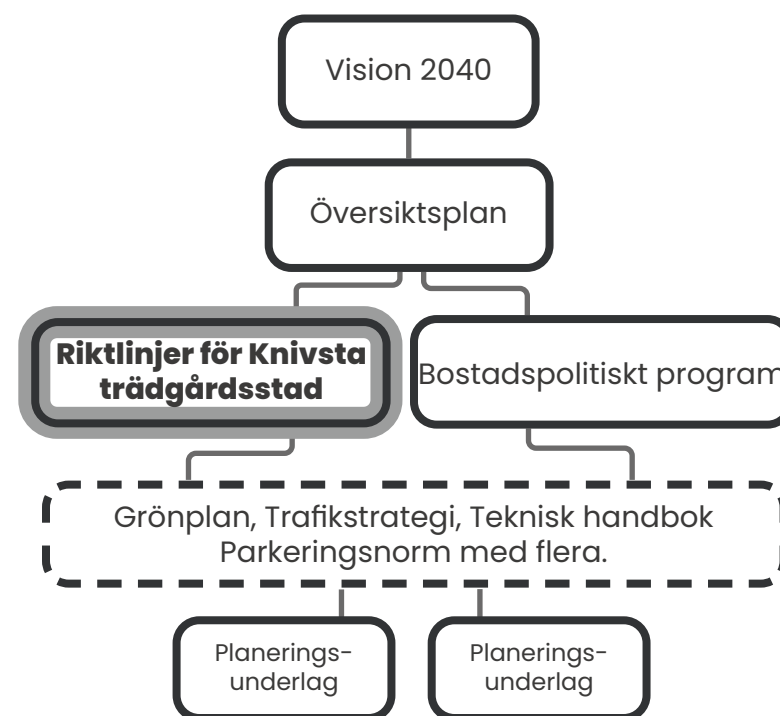 Vision 2040
Översiktsplan
Riktlinjer för Knivsta
trädgårdsstad
Bostadspolitiskt program
Grönplan, Trafikstrategi, Teknisk handbok
Parkeringsnorm med flera.
Planerings-
underlag
Planerings-
underlag